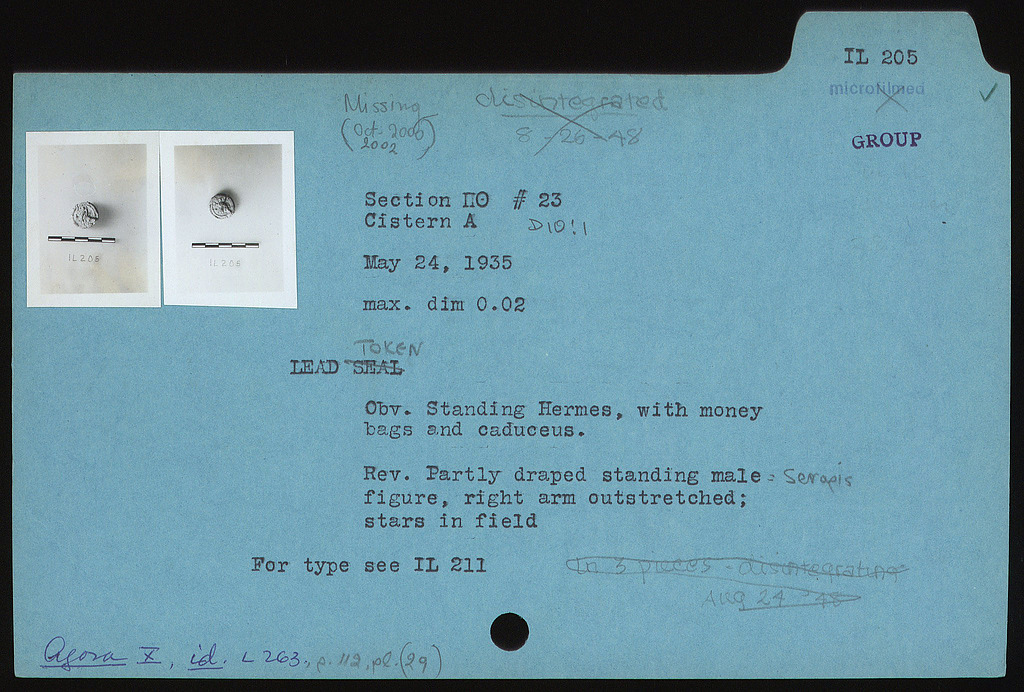 IL 205
microfilmed
GROUP
Missing
(Oct 2006)
2002
disintegrated
8-26-48
IL 205
IL 205
Section ΠΘ # 23
Cistern A D10:1
May 24, 1935
max. dim 0.02
TOKEN
LEAD SEAL
Obv. Standing Hermes, with money
bags and caduceus.
Rev. Partly draped standing male = Serapis
figure, right arm outstretched;
stars in field
For type see IL 211
In 3 pieces - disintegrating
Aug 24 - 48
Agora X, id. L 263, p. 112, pl. (29)